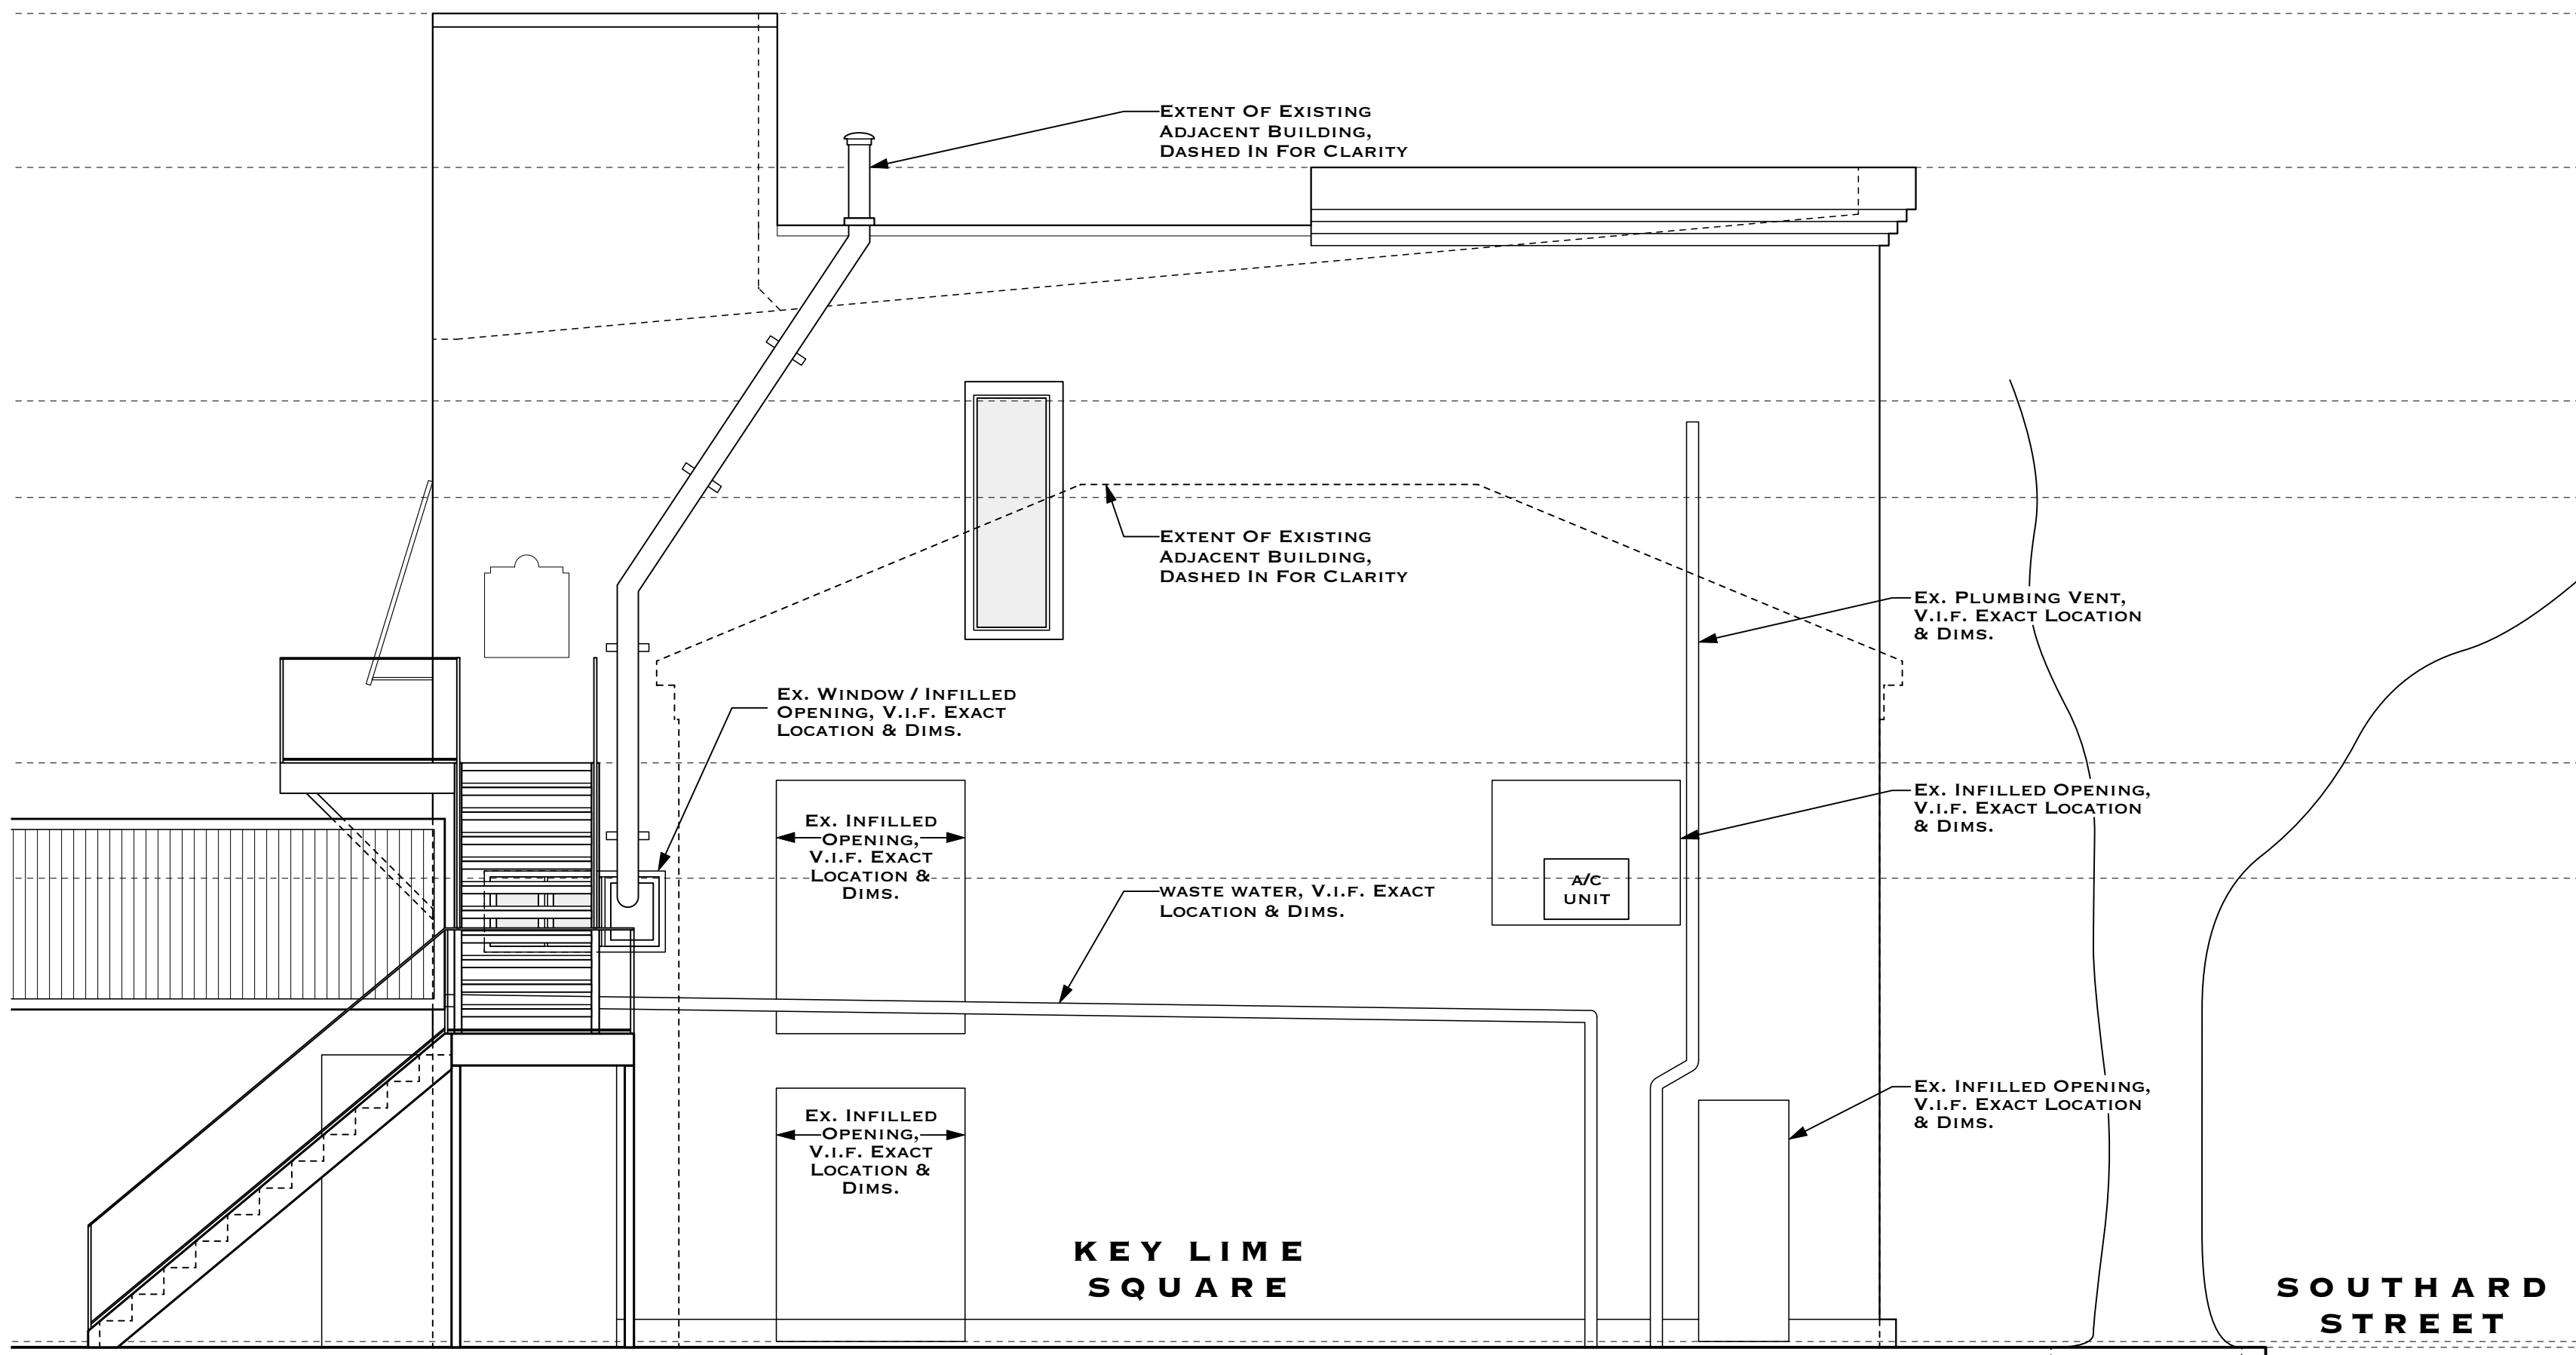 EXTENT OF EXISTING
ADJACENT BUILDING,
DASHED IN FOR CLARITY
EXTENT OF EXISTING
ADJACENT BUILDING,
DASHED IN FOR CLARITY
EX. PLUMBING VENT,
V.I.F. EXACT LOCATION
& DIMS.
EX. WINDOW / INFILLED
OPENING, V.I.F. EXACT
LOCATION & DIMS.
EX. INFILLED
OPENING,
V.I.F. EXACT
LOCATION &
DIMS.
EX. INFILLED OPENING,
V.I.F. EXACT LOCATION
& DIMS.
A/C
UNIT
WASTE WATER, V.I.F. EXACT
LOCATION & DIMS.
EX. INFILLED
OPENING,
V.I.F. EXACT
LOCATION &
DIMS.
EX. INFILLED OPENING,
V.I.F. EXACT LOCATION
& DIMS.
KEY LIME
SQUARE
SOUTHARD
STREET